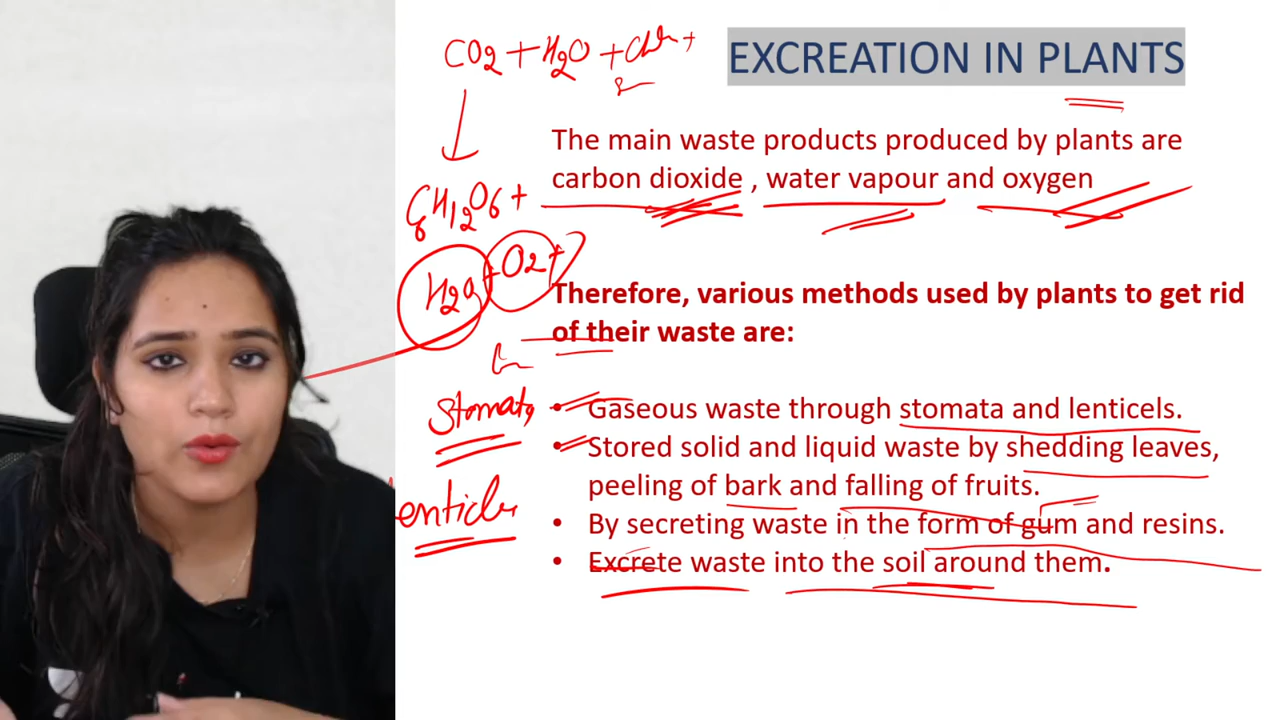 CO2 + H2O + Chl +
EXCREATION IN PLANTS
The main waste products produced by plants are
carbon dioxide , water vapour and oxygen
C6H12O6 +
H2O + O2 +
Therefore, various methods used by plants to get rid
of their waste are:
Stomata
• Gaseous waste through stomata and lenticels.
• Stored solid and liquid waste by shedding leaves,
peeling of bark and falling of fruits.
• By secreting waste in the form of gum and resins.
• Excrete waste into the soil around them.